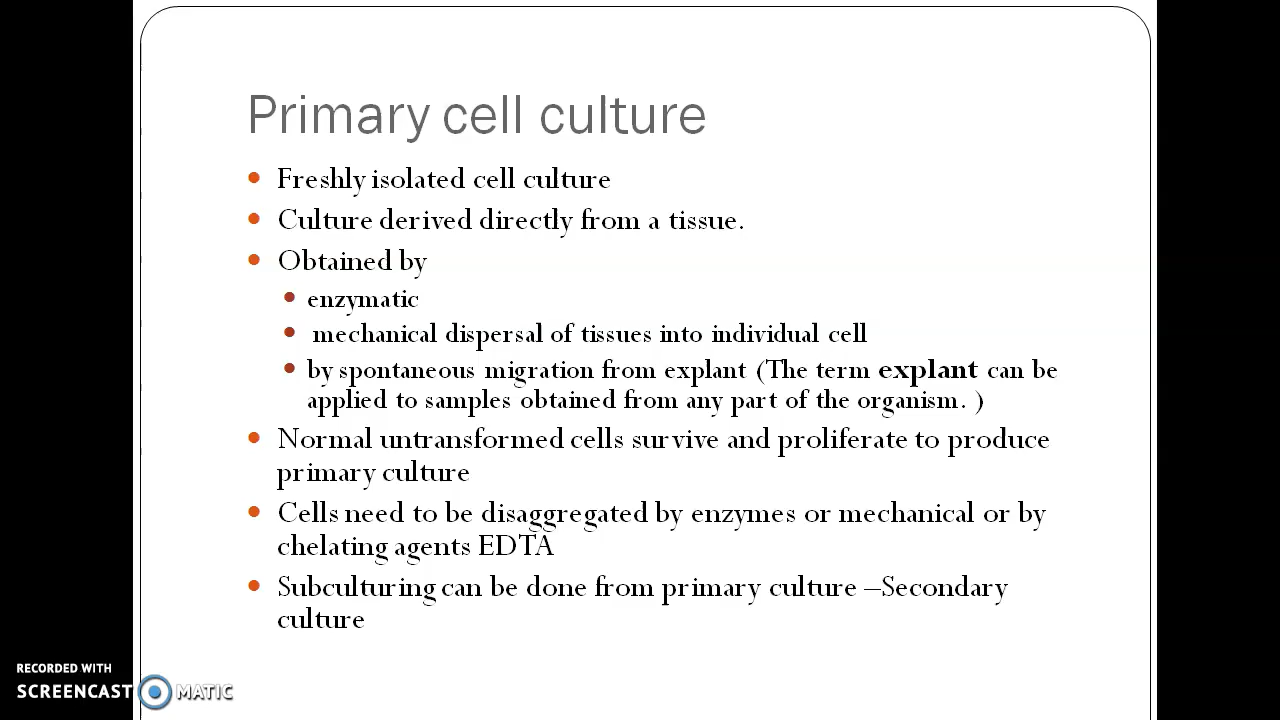 Primary cell culture
• Freshly isolated cell culture
• Culture derived directly from a tissue.
• Obtained by
• enzymatic
• mechanical dispersal of tissues into individual cell
• by spontaneous migration from explant (The term explant can be
applied to samples obtained from any part of the organism. )
• Normal untransformed cells survive and proliferate to produce
primary culture
• Cells need to be disaggregated by enzymes or mechanical or by
chelating agents EDTA
• Subculturing can be done from primary culture –Secondary
culture
RECORDED WITH
SCREENCAST MATIC